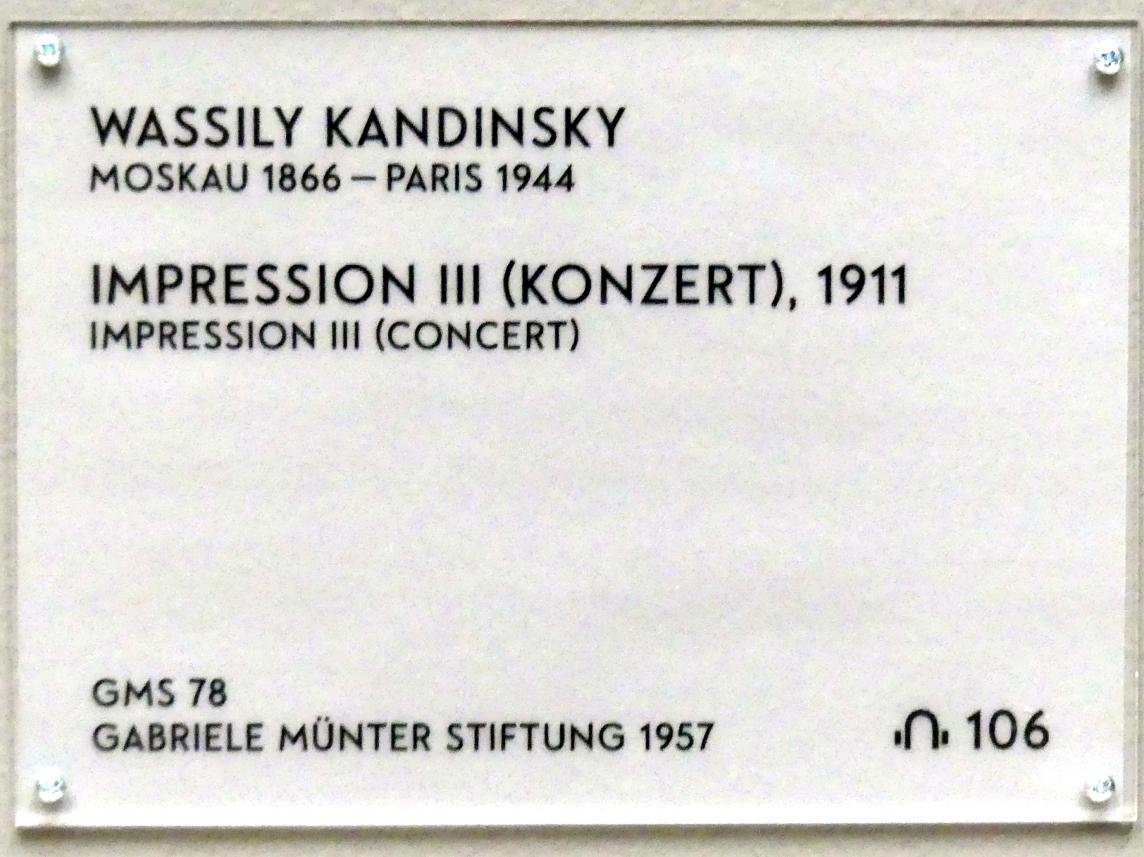 WASSILY KANDINSKY
MOSKAU 1866 – PARIS 1944
IMPRESSION III (KONZERT), 1911
IMPRESSION III (CONCERT)
GMS 78
GABRIELE MÜNTER STIFTUNG 1957
106